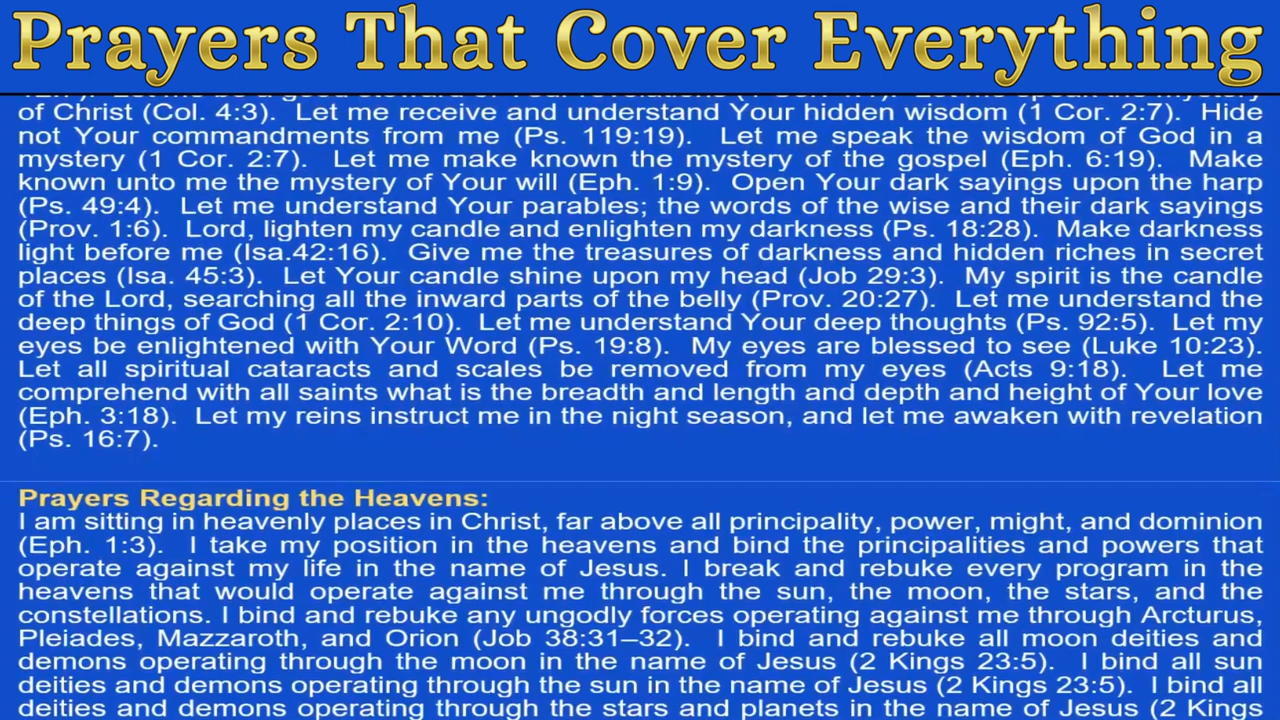 Prayers That Cover Everything
of Christ (Col. 4:3). Let me receive and understand Your hidden wisdom (1 Cor. 2:7). Hide
not Your commandments from me (Ps. 119:19). Let me speak the wisdom of God in a
mystery (1 Cor. 2:7). Let me make known the mystery of the gospel (Eph. 6:19). Make
known unto me the mystery of Your will (Eph. 1:9). Open Your dark sayings upon the harp
(Ps. 49:4). Let me understand Your parables; the words of the wise and their dark sayings
(Prov. 1:6). Lord, lighten my candle and enlighten my darkness (Ps. 18:28). Make darkness
light before me (Isa.42:16). Give me the treasures of darkness and hidden riches in secret
places (Isa. 45:3). Let Your candle shine upon my head (Job 29:3). My spirit is the candle
of the Lord, searching all the inward parts of the belly (Prov. 20:27). Let me understand the
deep things of God (1 Cor. 2:10). Let me understand Your deep thoughts (Ps. 92:5). Let my
eyes be enlightened with Your Word (Ps. 19:8). My eyes are blessed to see (Luke 10:23).
Let all spiritual cataracts and scales be removed from my eyes (Acts 9:18). Let me
comprehend with all saints what is the breadth and length and depth and height of Your love
(Eph. 3:18). Let my reins instruct me in the night season, and let me awaken with revelation
(Ps. 16:7).
Prayers Regarding the Heavens:
I am sitting in heavenly places in Christ, far above all principality, power, might, and dominion
(Eph. 1:3). I take my position in the heavens and bind the principalities and powers that
operate against my life in the name of Jesus. I break and rebuke every program in the
heavens that would operate against me through the sun, the moon, the stars, and the
constellations. I bind and rebuke any ungodly forces operating against me through Arcturus,
Pleiades, Mazzaroth, and Orion (Job 38:31–32). I bind and rebuke all moon deities and
demons operating through the moon in the name of Jesus (2 Kings 23:5). I bind all sun
deities and demons operating through the sun in the name of Jesus (2 Kings 23:5). I bind all
deities and demons operating through the stars and planets in the name of Jesus (2 Kings